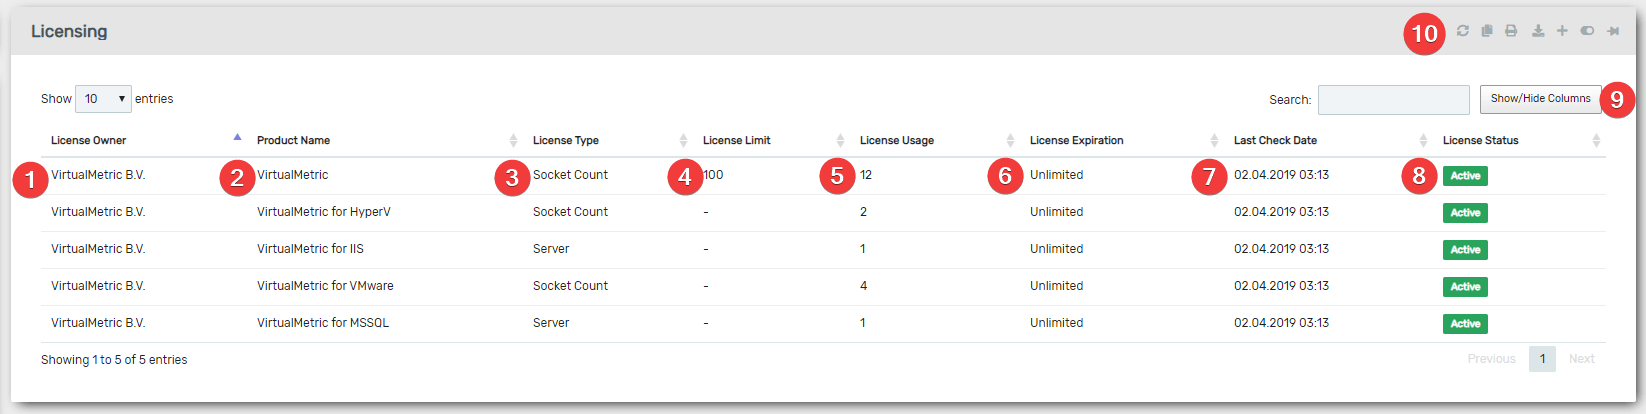 Licensing 10
Show 10 entries Search: Show/Hide Columns 9
License Owner Product Name License Type License Limit License Usage License Expiration Last Check Date License Status
1 VirtualMetric B.V. 2 VirtualMetric 3 Socket Count 4 100 5 12 6 Unlimited 7 02.04.2019 03:13 8 Active
VirtualMetric B.V. VirtualMetric for HyperV Socket Count - 2 Unlimited 02.04.2019 03:13 Active
VirtualMetric B.V. VirtualMetric for IIS Server - 1 Unlimited 02.04.2019 03:13 Active
VirtualMetric B.V. VirtualMetric for VMware Socket Count - 4 Unlimited 02.04.2019 03:13 Active
VirtualMetric B.V. VirtualMetric for MSSQL Server - 1 Unlimited 02.04.2019 03:13 Active
Showing 1 to 5 of 5 entries Previous 1 Next